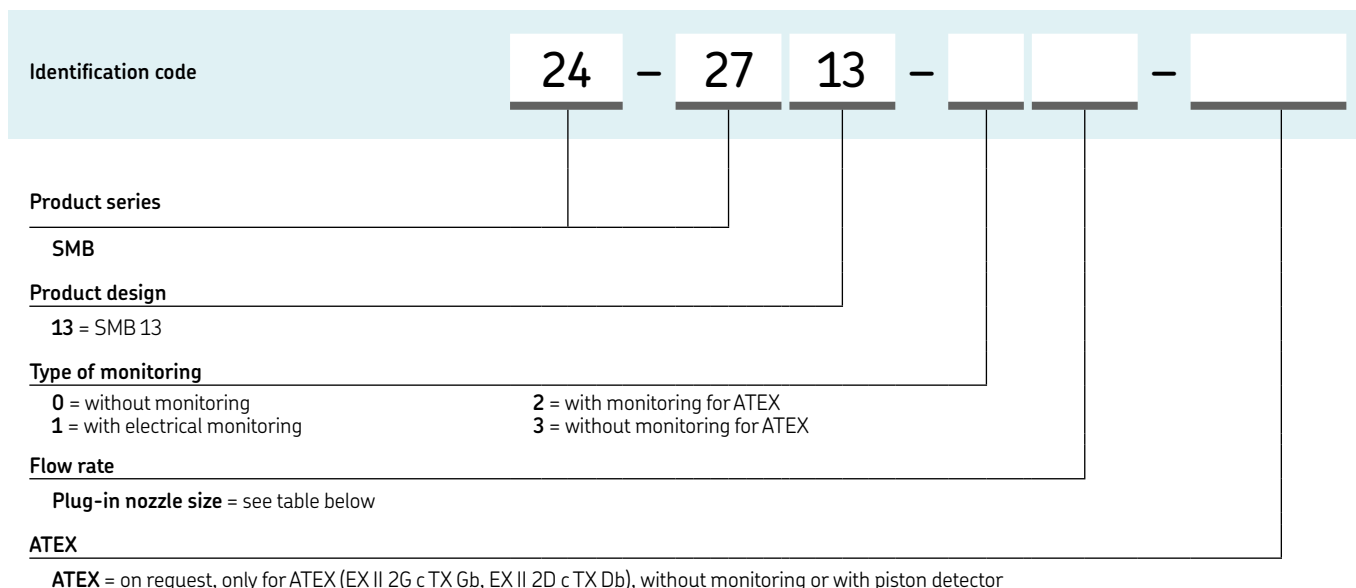 Identification code 24 – 27 13 – –
Product series
SMB
Product design
13 = SMB 13
Type of monitoring
0 = without monitoring 2 = with monitoring for ATEX
1 = with electrical monitoring 3 = without monitoring for ATEX
Flow rate
Plug-in nozzle size = see table below
ATEX
ATEX = on request, only for ATEX (EX II 2G c TX Gb, EX II 2D c TX Db), without monitoring or with piston detector